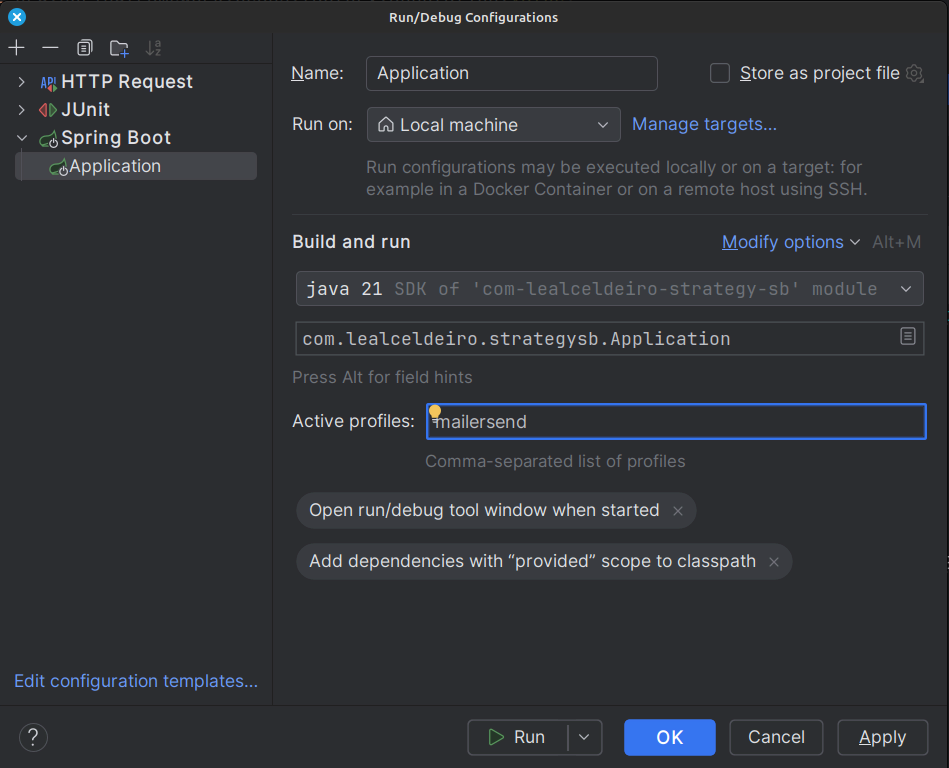 Run/Debug Configurations
HTTP Request
JUnit
Spring Boot
Application
Edit configuration templates...
Name: Application Store as project file
Run on: Local machine Manage targets...
Run configurations may be executed locally or on a target: for
example in a Docker Container or on a remote host using SSH.
Build and run Modify options Alt+M
java 21 SDK of 'com-lealceldeiro-strategy-sb' module
com.lealceldeiro.strategysb.Application
Press Alt for field hints
Active profiles: mailersend
Comma-separated list of profiles
Open run/debug tool window when started ×
Add dependencies with “provided” scope to classpath ×
? Run OK Cancel Apply